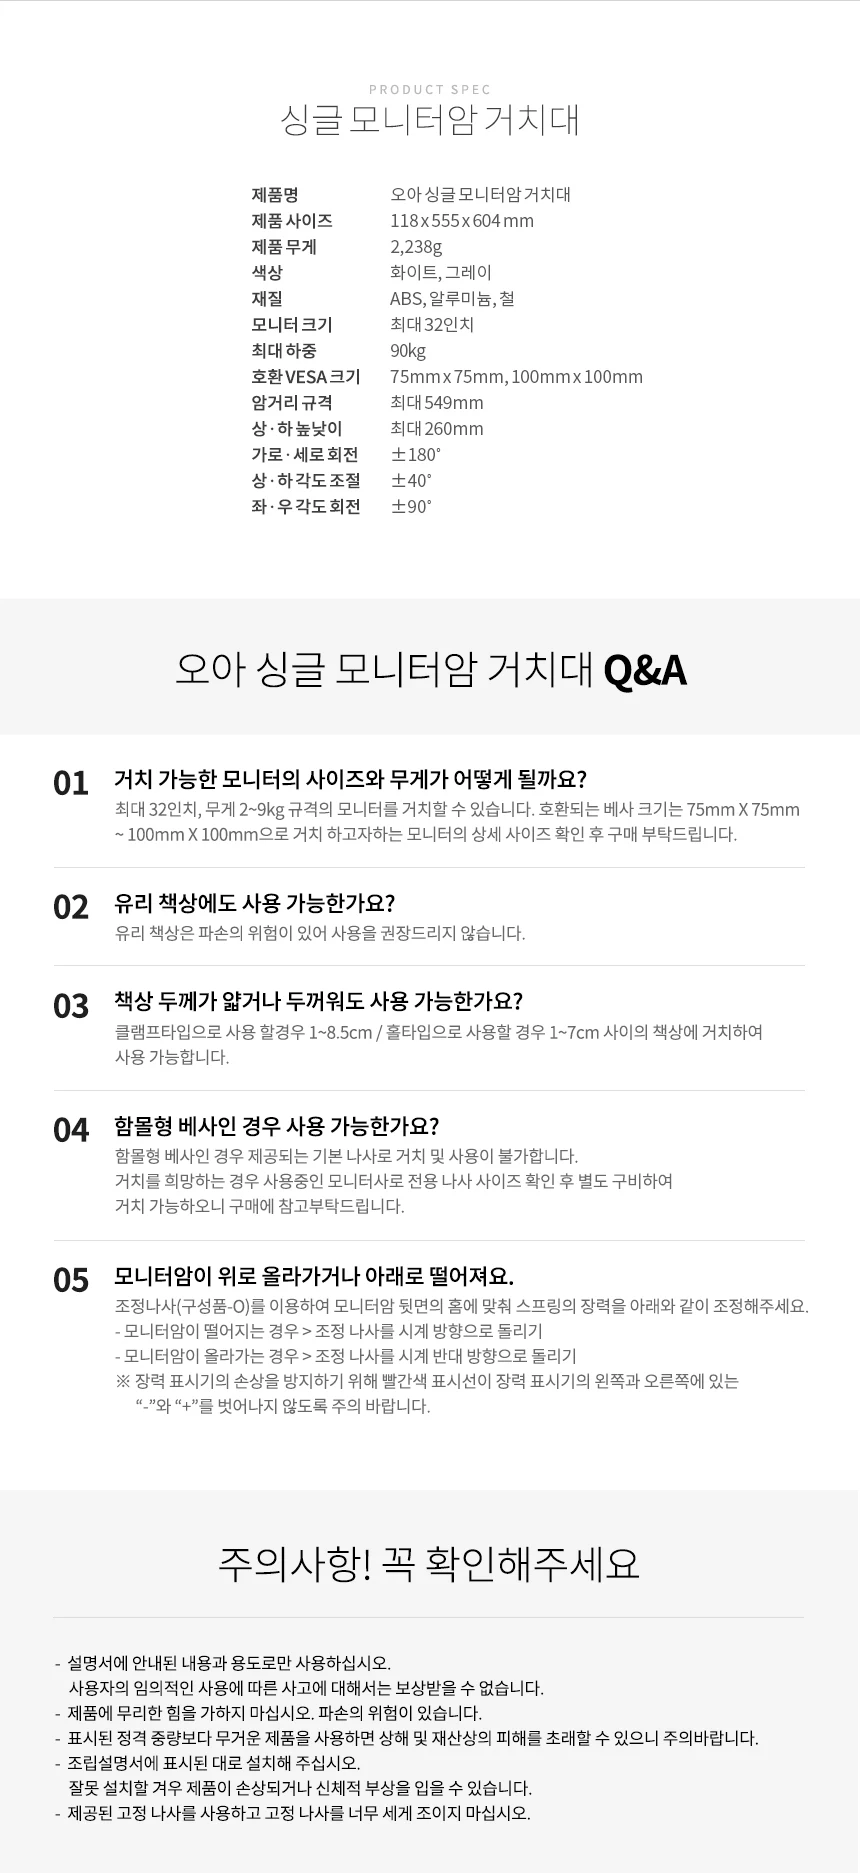 PRODUCT SPEC
싱글 모니터암 거치대
제품명 오아 싱글 모니터암 거치대
제품 사이즈 118 x 555 x 604 mm
제품 무게 2,238g
색상 화이트, 그레이
재질 ABS, 알루미늄, 철
모니터 크기 최대 32인치
최대 하중 90kg
호환 VESA 크기 75mm x 75mm, 100mm x 100mm
암거리 규격 최대 549mm
상·하 높낮이 최대 260mm
가로·세로 회전 ±180°
상·하 각도 조절 ±40°
좌·우 각도 회전 ±90°
오아 싱글 모니터암 거치대 Q&A
01 거치 가능한 모니터의 사이즈와 무게가 어떻게 될까요?
최대 32인치, 무게 2~9kg 규격의 모니터를 거치할 수 있습니다. 호환되는 베사 크기는 75mm X 75mm
~ 100mm X 100mm으로 거치 하고자하는 모니터의 상세 사이즈 확인 후 구매 부탁드립니다.
02 유리 책상에도 사용 가능한가요?
유리 책상은 파손의 위험이 있어 사용을 권장드리지 않습니다.
03 책상 두께가 얇거나 두꺼워도 사용 가능한가요?
클램프타입으로 사용 할경우 1~8.5cm / 홀타입으로 사용할 경우 1~7cm 사이의 책상에 거치하여
사용 가능합니다.
04 함몰형 베사인 경우 사용 가능한가요?
함몰형 베사인 경우 제공되는 기본 나사로 거치 및 사용이 불가합니다.
거치를 희망하는 경우 사용중인 모니터사로 전용 나사 사이즈 확인 후 별도 구비하여
거치 가능하오니 구매에 참고부탁드립니다.
05 모니터암이 위로 올라가거나 아래로 떨어져요.
조정나사(구성품-O)를 이용하여 모니터암 뒷면의 홈에 맞춰 스프링의 장력을 아래와 같이 조정해주세요.
- 모니터암이 떨어지는 경우 > 조정 나사를 시계 방향으로 돌리기
- 모니터암이 올라가는 경우 > 조정 나사를 시계 반대 방향으로 돌리기
※ 장력 표시기의 손상을 방지하기 위해 빨간색 표시선이 장력 표시기의 왼쪽과 오른쪽에 있는
“-”와 “+”를 벗어나지 않도록 주의 바랍니다.
주의사항! 꼭 확인해주세요
- 설명서에 안내된 내용과 용도로만 사용하십시오.
사용자의 임의적인 사용에 따른 사고에 대해서는 보상받을 수 없습니다.
- 제품에 무리한 힘을 가하지 마십시오. 파손의 위험이 있습니다.
- 표시된 정격 중량보다 무거운 제품을 사용하면 상해 및 재산상의 피해를 초래할 수 있으니 주의바랍니다.
- 조립설명서에 표시된 대로 설치해 주십시오.
잘못 설치할 겨우 제품이 손상되거나 신체적 부상을 입을 수 있습니다.
- 제공된 고정 나사를 사용하고 고정 나사를 너무 세게 조이지 마십시오.